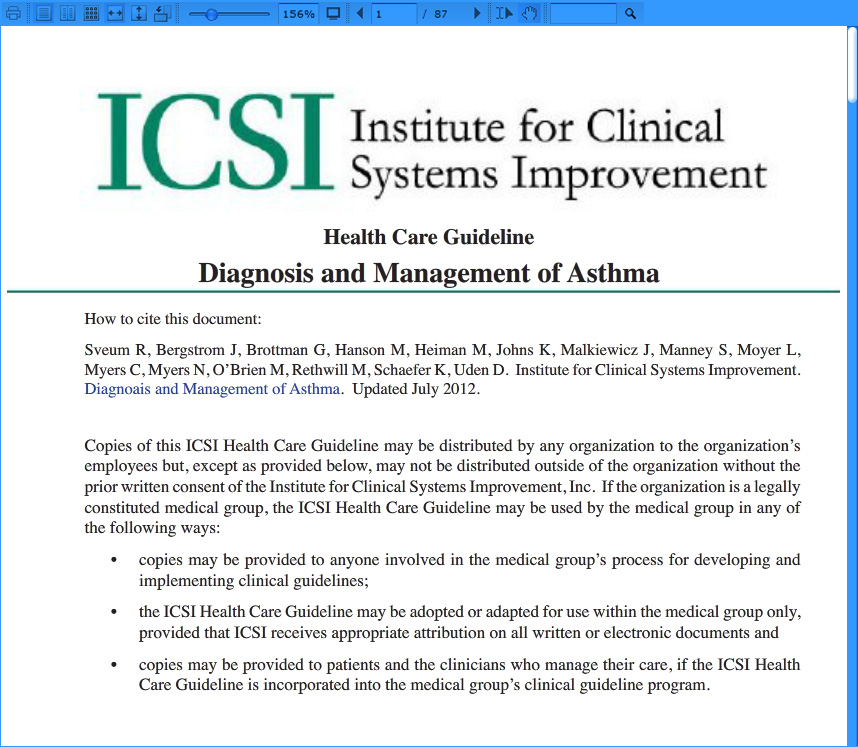 156%
1
/ 87
ICSI
Institute for Clinical
Systems Improvement
Health Care Guideline
Diagnosis and Management of Asthma
How to cite this document:
Sveum R, Bergstrom J, Brottman G, Hanson M, Heiman M, Johns K, Malkiewicz J, Manney S, Moyer L,
Myers C, Myers N, O'Brien M, Rethwill M, Schaefer K, Uden D. Institute for Clinical Systems Improvement.
Diagnoais and Management of Asthma. Updated July 2012.
Copies of this ICSI Health Care Guideline may be distributed by any organization to the organization's
employees but, except as provided below, may not be distributed outside of the organization without the
prior written consent of the Institute for Clinical Systems Improvement, Inc. If the organization is a legally
constituted medical group, the ICSI Health Care Guideline may be used by the medical group in any of
the following ways:
• copies may be provided to anyone involved in the medical group's process for developing and
implementing clinical guidelines;
• the ICSI Health Care Guideline may be adopted or adapted for use within the medical group only,
provided that ICSI receives appropriate attribution on all written or electronic documents and
• copies may be provided to patients and the clinicians who manage their care, if the ICSI Health
Care Guideline is incorporated into the medical group's clinical guideline program.